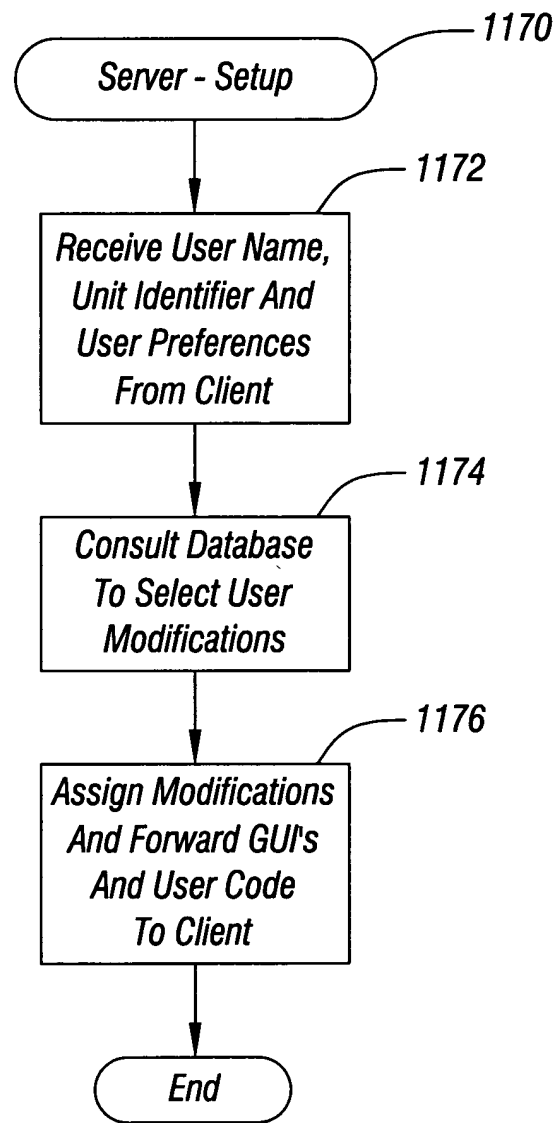 1170
Server - Setup
1172
Receive User Name,
Unit Identifier And
User Preferences
From Client
1174
Consult Database
To Select User
Modifications
1176
Assign Modifications
And Forward GUI's
And User Code
To Client
End